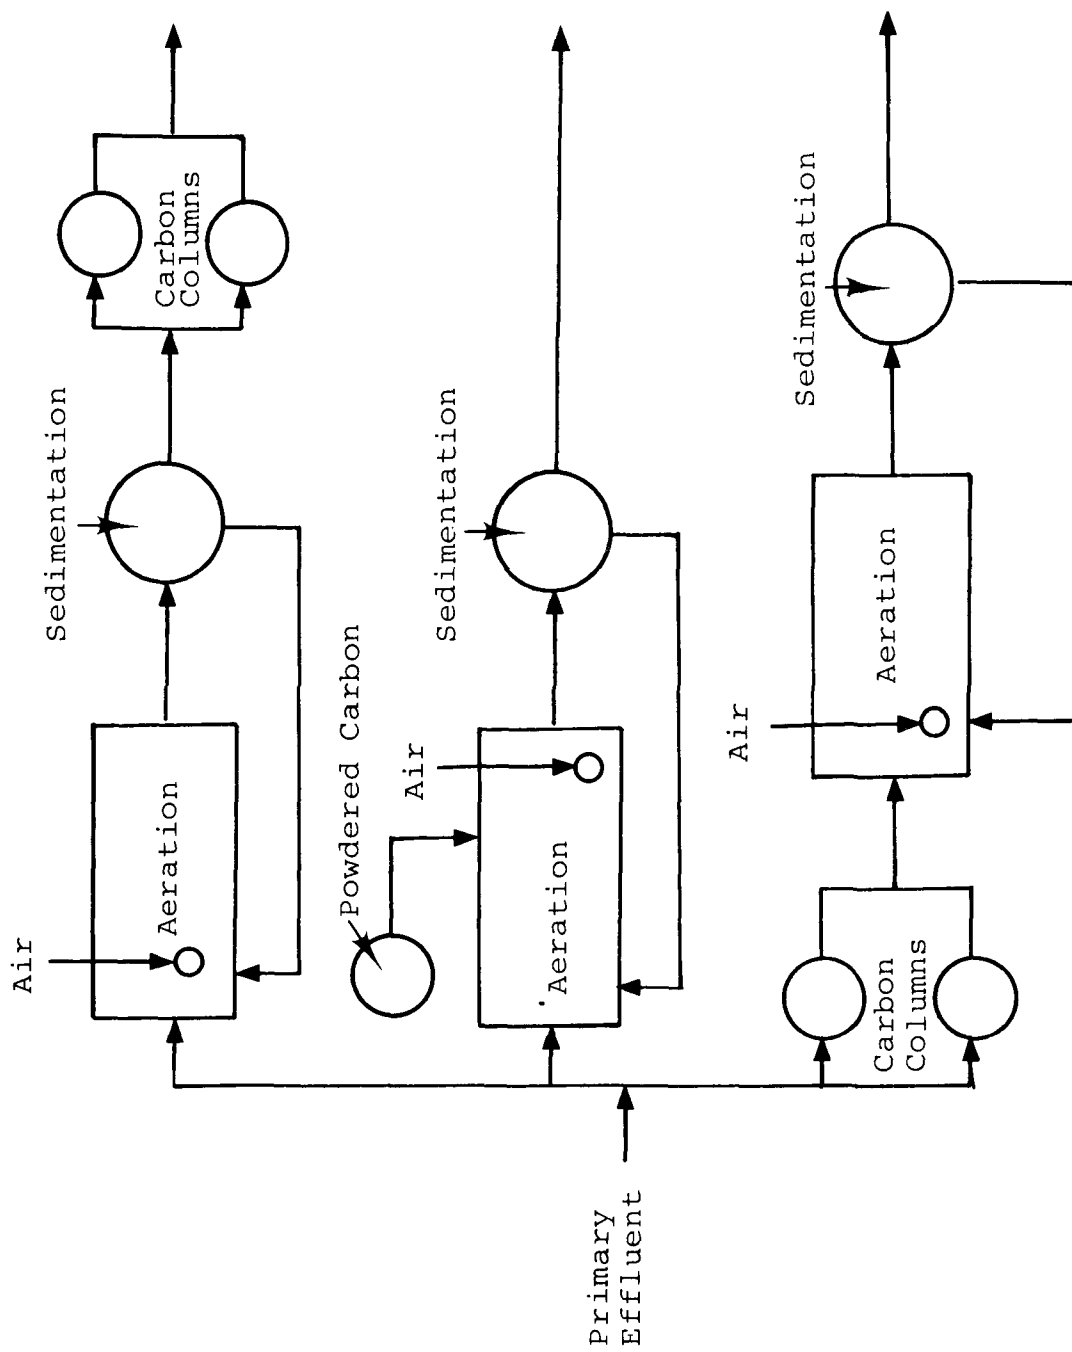 Primary
Effluent
Air
Aeration
Sedimentation
Carbon
Columns
Powdered Carbon
Air
Aeration
Sedimentation
Carbon
Columns
Air
Aeration
Sedimentation